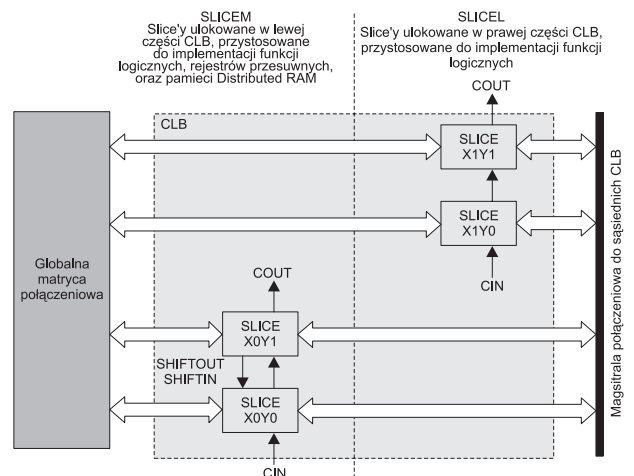 SLICEM
Slice'y ulokowane w lewej
części CLB, przystosowane
do implementacji funkcji
logicznych, rejestrów przesuwnych,
oraz pamieci Distributed RAM
SLICEL
Slice'y ulokowane w prawej części CLB,
przystosowane do implementacji funkcji
logicznych
COUT
CLB
SLICE
X1Y1
SLICE
X1Y0
CIN
Globalna
matryca
połączeniowa
COUT
SLICE
X0Y1
SHIFTOUT
SHIFTIN
SLICE
X0Y0
CIN
Magsitrala połączeniowa do sąsiednich CLB